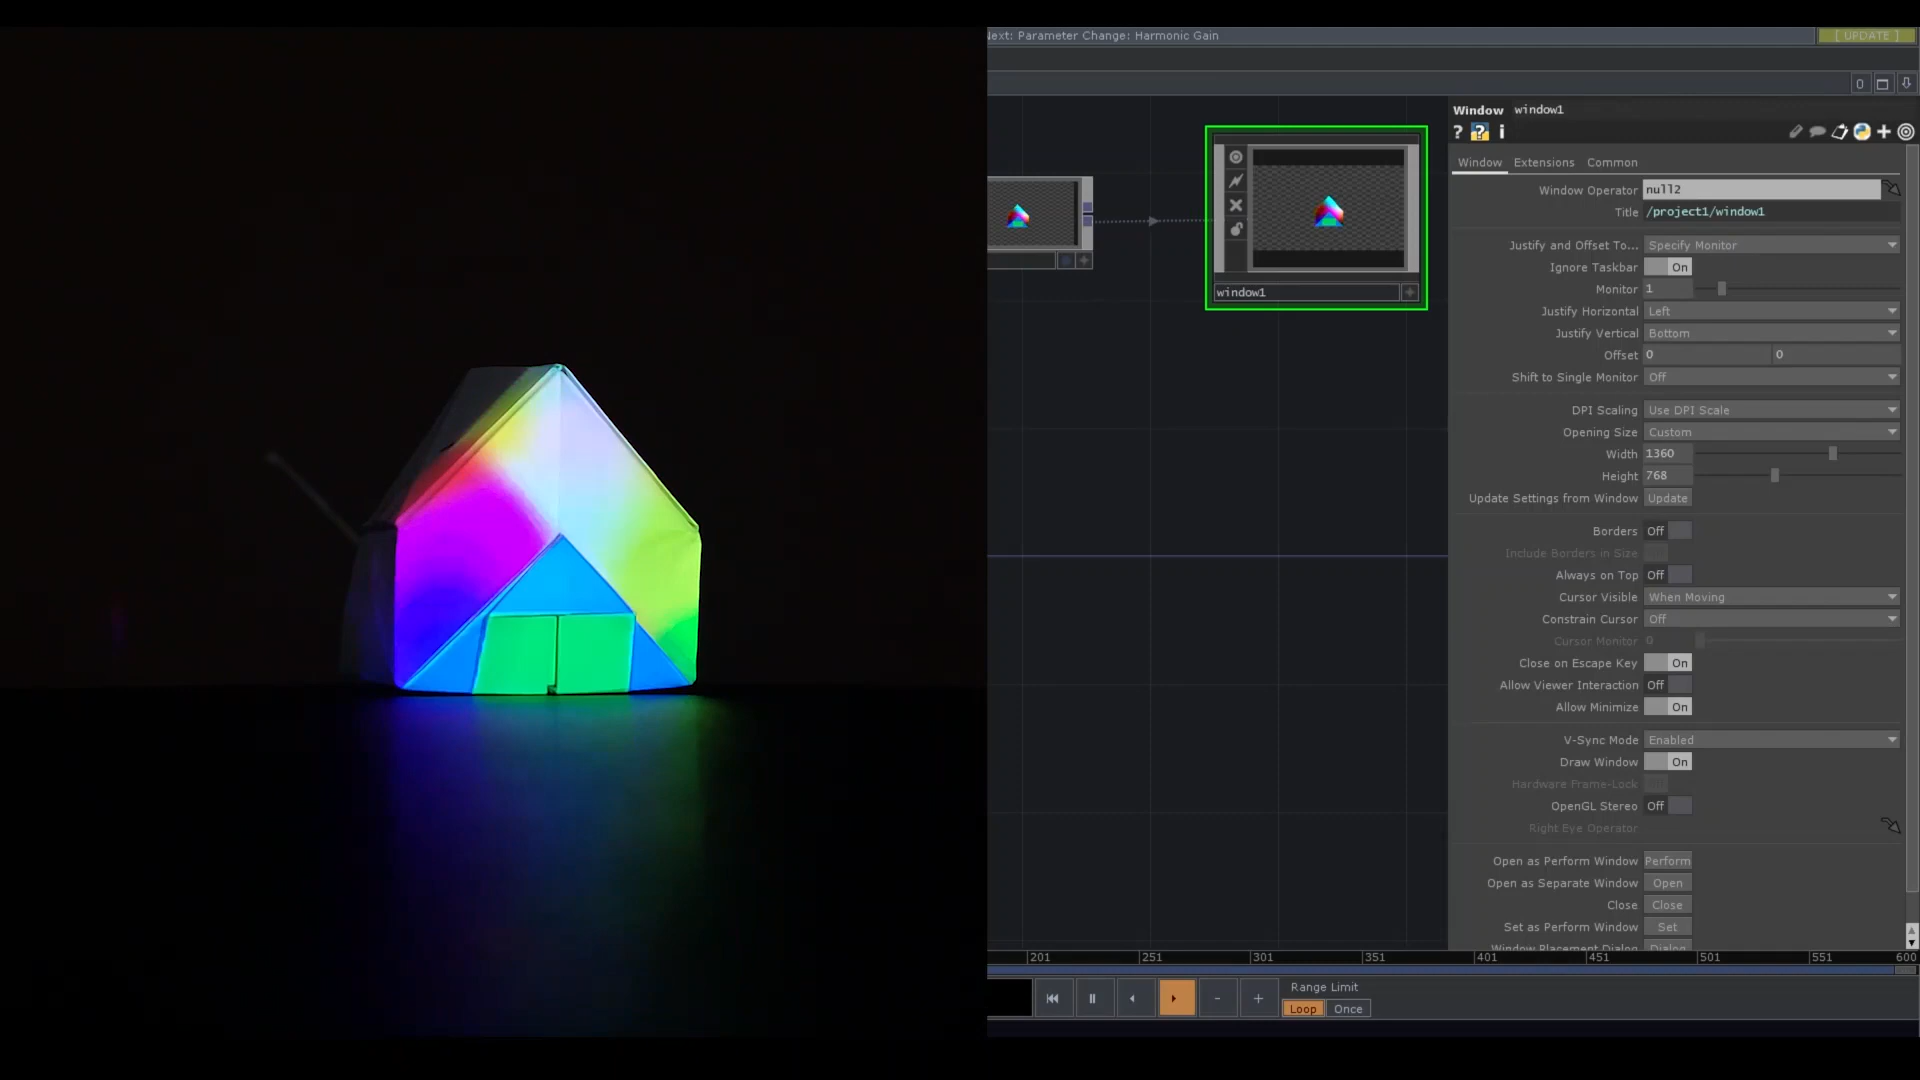 Next: Parameter Change: Harmonic Gain
[ UPDATE ]
0
Window window1
? ? i
Window Extensions Common
Window Operator null2
Title /project1/window1
Justify and Offset To... Specify Monitor
Ignore Taskbar On
Monitor 1
Justify Horizontal Left
Justify Vertical Bottom
Offset 0 0
Shift to Single Monitor Off
DPI Scaling Use DPI Scale
Opening Size Custom
Width 1360
Height 768
Update Settings from Window Update
Borders Off
Include Borders in Size
Always on Top Off
Cursor Visible When Moving
Constrain Cursor Off
Cursor Monitor 0
Close on Escape Key On
Allow Viewer Interaction Off
Allow Minimize On
V-Sync Mode Enabled
Draw Window On
Hardware Frame-Lock
OpenGL Stereo Off
Right Eye Operator
Open as Perform Window Perform
Open as Separate Window Open
Close Close
Set as Perform Window Set
Window Placement Dialog Dialog
window1
201 251 301 351 401 451 501 551 600
Range Limit
Loop Once